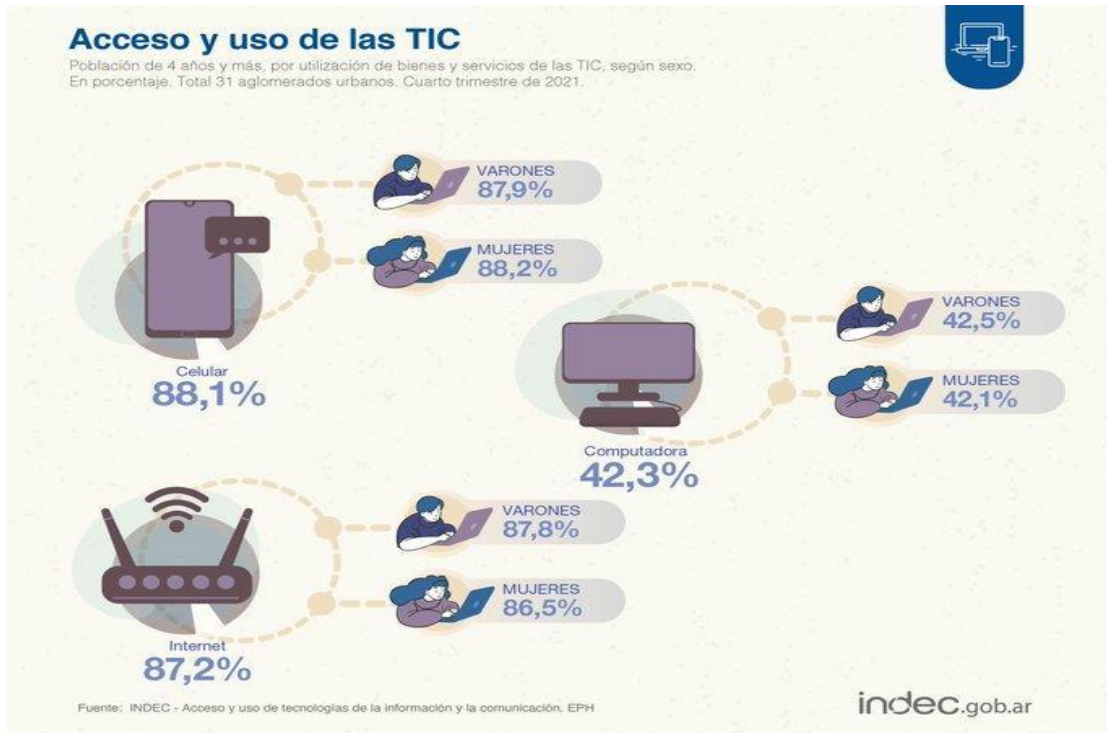 Acceso y uso de las TIC
Población de 4 años y más, por utilización de bienes y servicios de las TIC, según sexo.
En porcentaje. Total 31 aglomerados urbanos. Cuarto trimestre de 2021.
VARONES
87,9%
MUJERES
88,2%
Celular
88,1%
VARONES
42,5%
MUJERES
42,1%
Computadora
42,3%
VARONES
87,8%
MUJERES
86,5%
Internet
87,2%
Fuente: INDEC - Acceso y uso de tecnologías de la información y la comunicación, EPH
indec.gob.ar